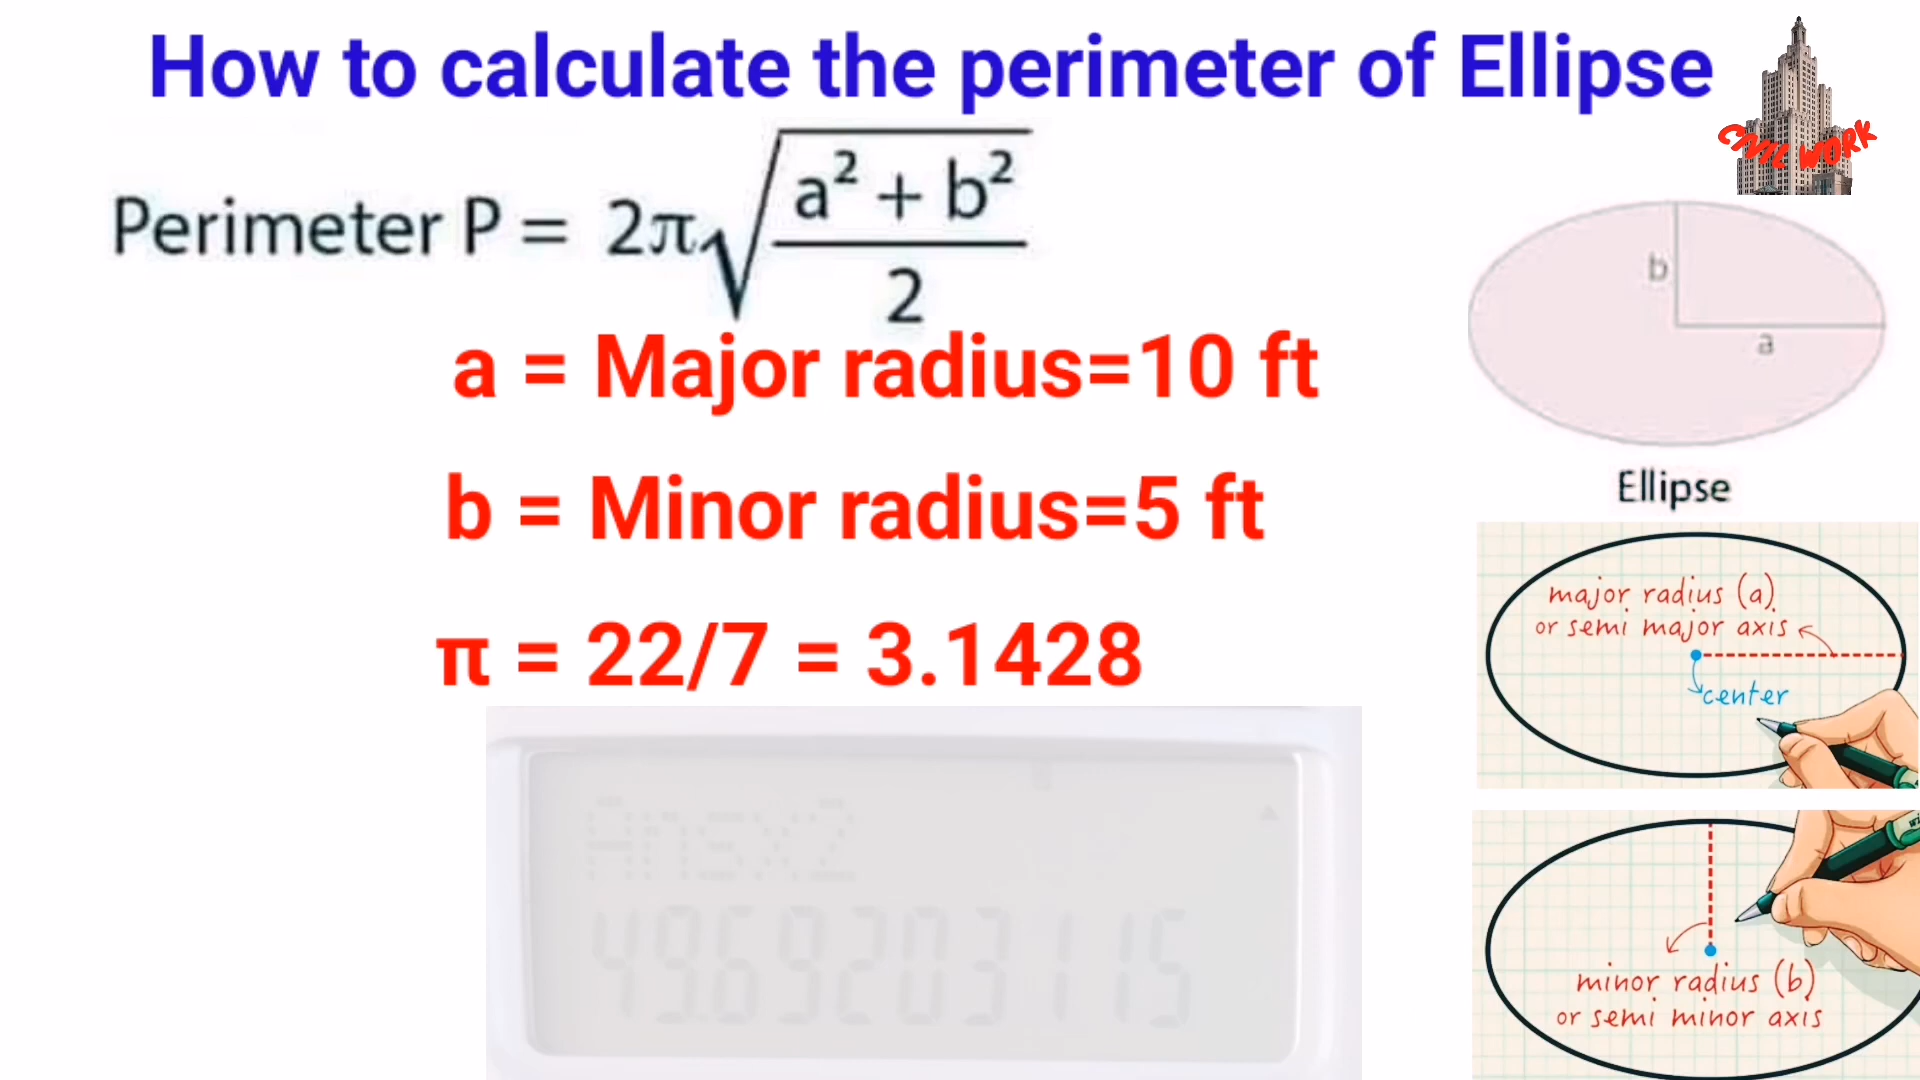 How to calculate the perimeter of Ellipse
CIVIL WORK
Perimeter P = 2π√((a² + b²)/2)
b
a
a = Major radius=10 ft
Ellipse
b = Minor radius=5 ft
major radius (a)
or semi major axis
center
π = 22/7 = 3.1428
Ans×2
49.69203115
minor radius (b)
or semi minor axis